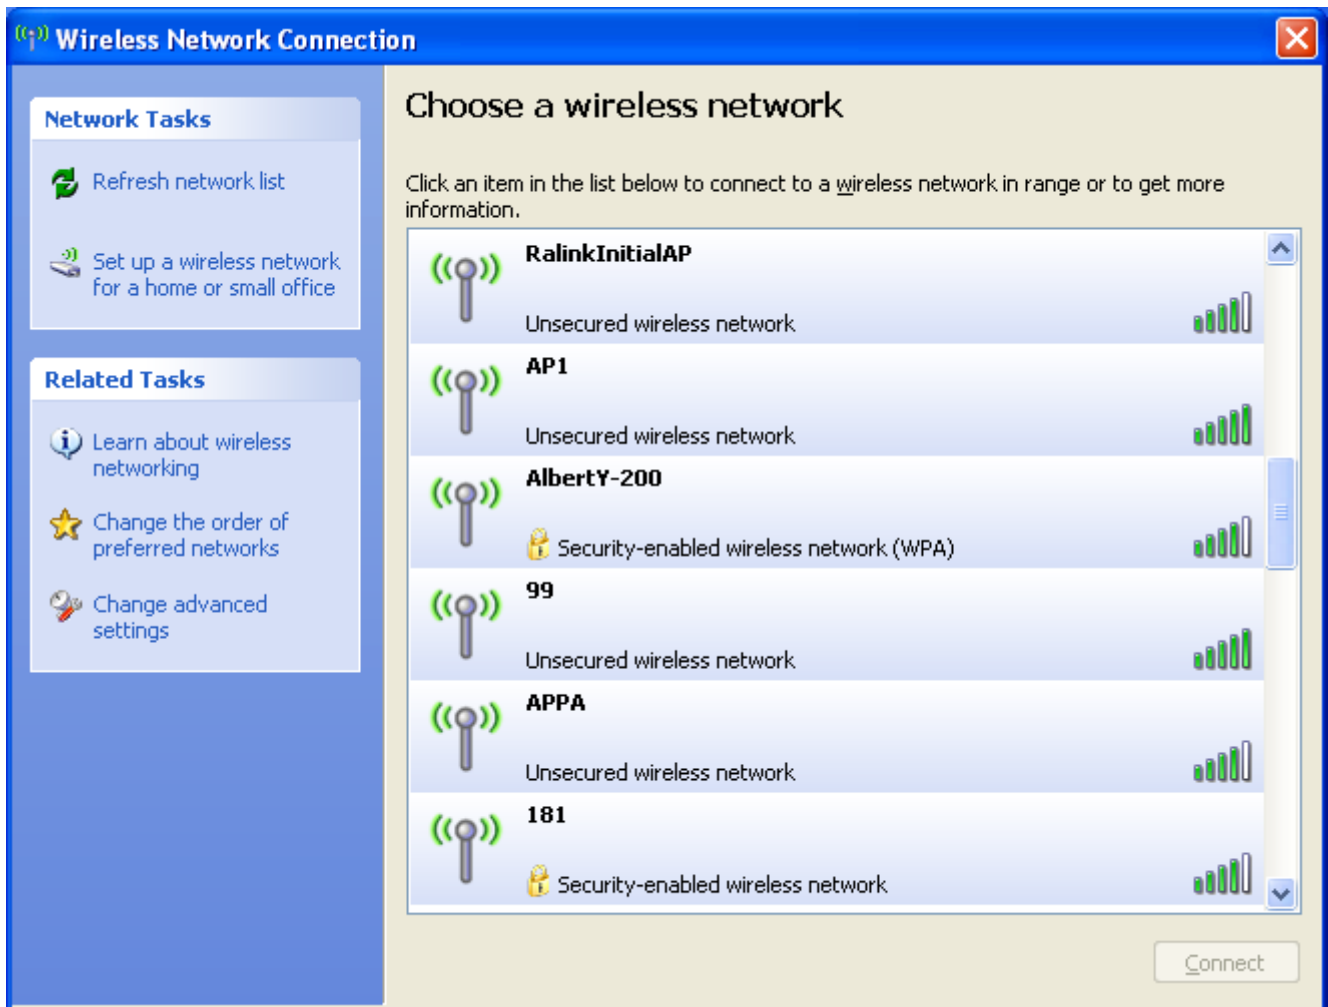 Wireless Network Connection
Network Tasks
Refresh network list
Set up a wireless network
for a home or small office
Related Tasks
Learn about wireless
networking
Change the order of
preferred networks
Change advanced
settings
Choose a wireless network
Click an item in the list below to connect to a wireless network in range or to get more
information.
RalinkInitialAP
Unsecured wireless network
AP1
Unsecured wireless network
AlbertY-200
Security-enabled wireless network (WPA)
99
Unsecured wireless network
APPA
Unsecured wireless network
181
Security-enabled wireless network
Connect